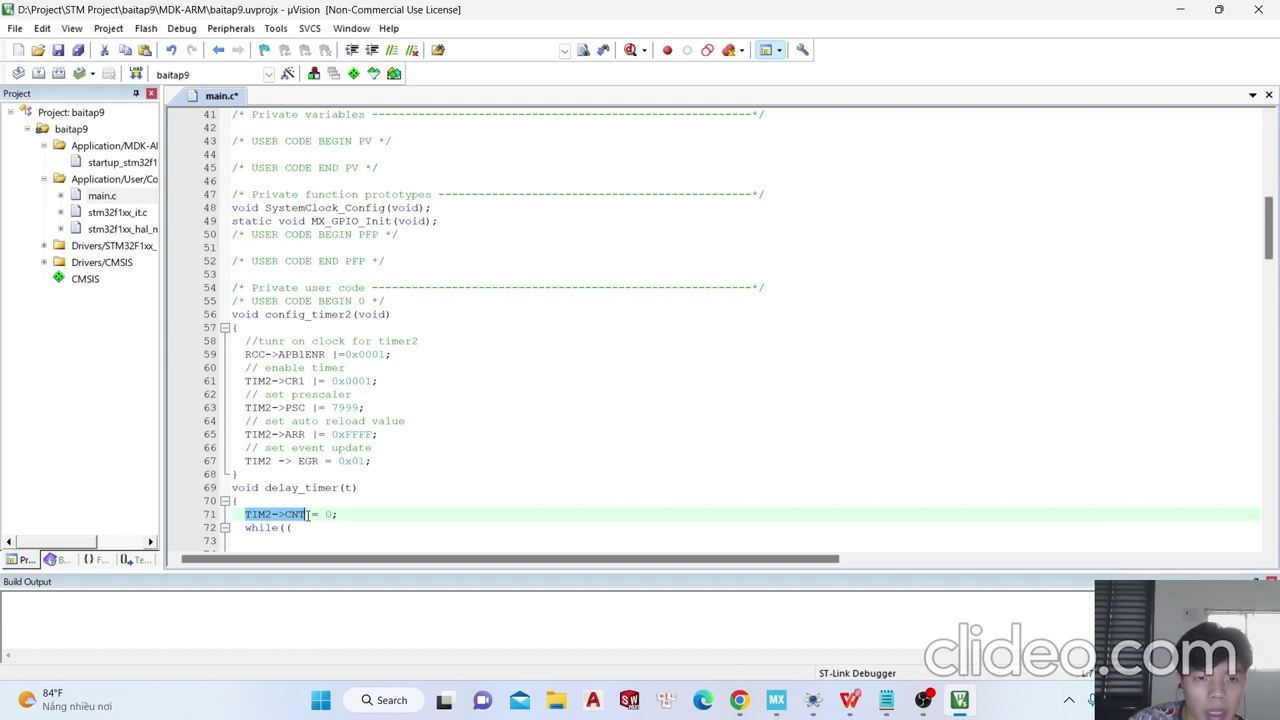 D:\Project\STM Project\baitap9\MDK-ARM\baitap9.uvprojx - µVision [Non-Commercial Use License]
File Edit View Project Flash Debug Peripherals Tools SVCS Window Help
LOAD baitap9
Project
main.c*
Project: baitap9
baitap9
Application/MDK-AI
startup_stm32f1
Application/User/Co
main.c
stm32f1xx_it.c
stm32f1xx_hal_m
Drivers/STM32F1xx_
Drivers/CMSIS
CMSIS
41 /* Private variables ---------------------------------------------------------*/
42
43 /* USER CODE BEGIN PV */
44
45 /* USER CODE END PV */
46
47 /* Private function prototypes -----------------------------------------------*/
48 void SystemClock_Config(void);
49 static void MX_GPIO_Init(void);
50 /* USER CODE BEGIN PFP */
51
52 /* USER CODE END PFP */
53
54 /* Private user code ---------------------------------------------------------*/
55 /* USER CODE BEGIN 0 */
56 void config_timer2(void)
57 {
58 //tunr on clock for timer2
59 RCC->APB1ENR |=0x0001;
60 // enable timer
61 TIM2->CR1 |= 0x0001;
62 // set prescaler
63 TIM2->PSC |= 7999;
64 // set auto reload value
65 TIM2->ARR |= 0xFFFF;
66 // set event update
67 TIM2 -> EGR = 0x01;
68 }
69 void delay_timer(t)
70 {
71 TIM2->CNT = 0;
72 while((
73
Pr... B... {} F... Te...
Build Output
ST-Link Debugger
clideo.com
84°F
Nắng nhiều nơi
Sea